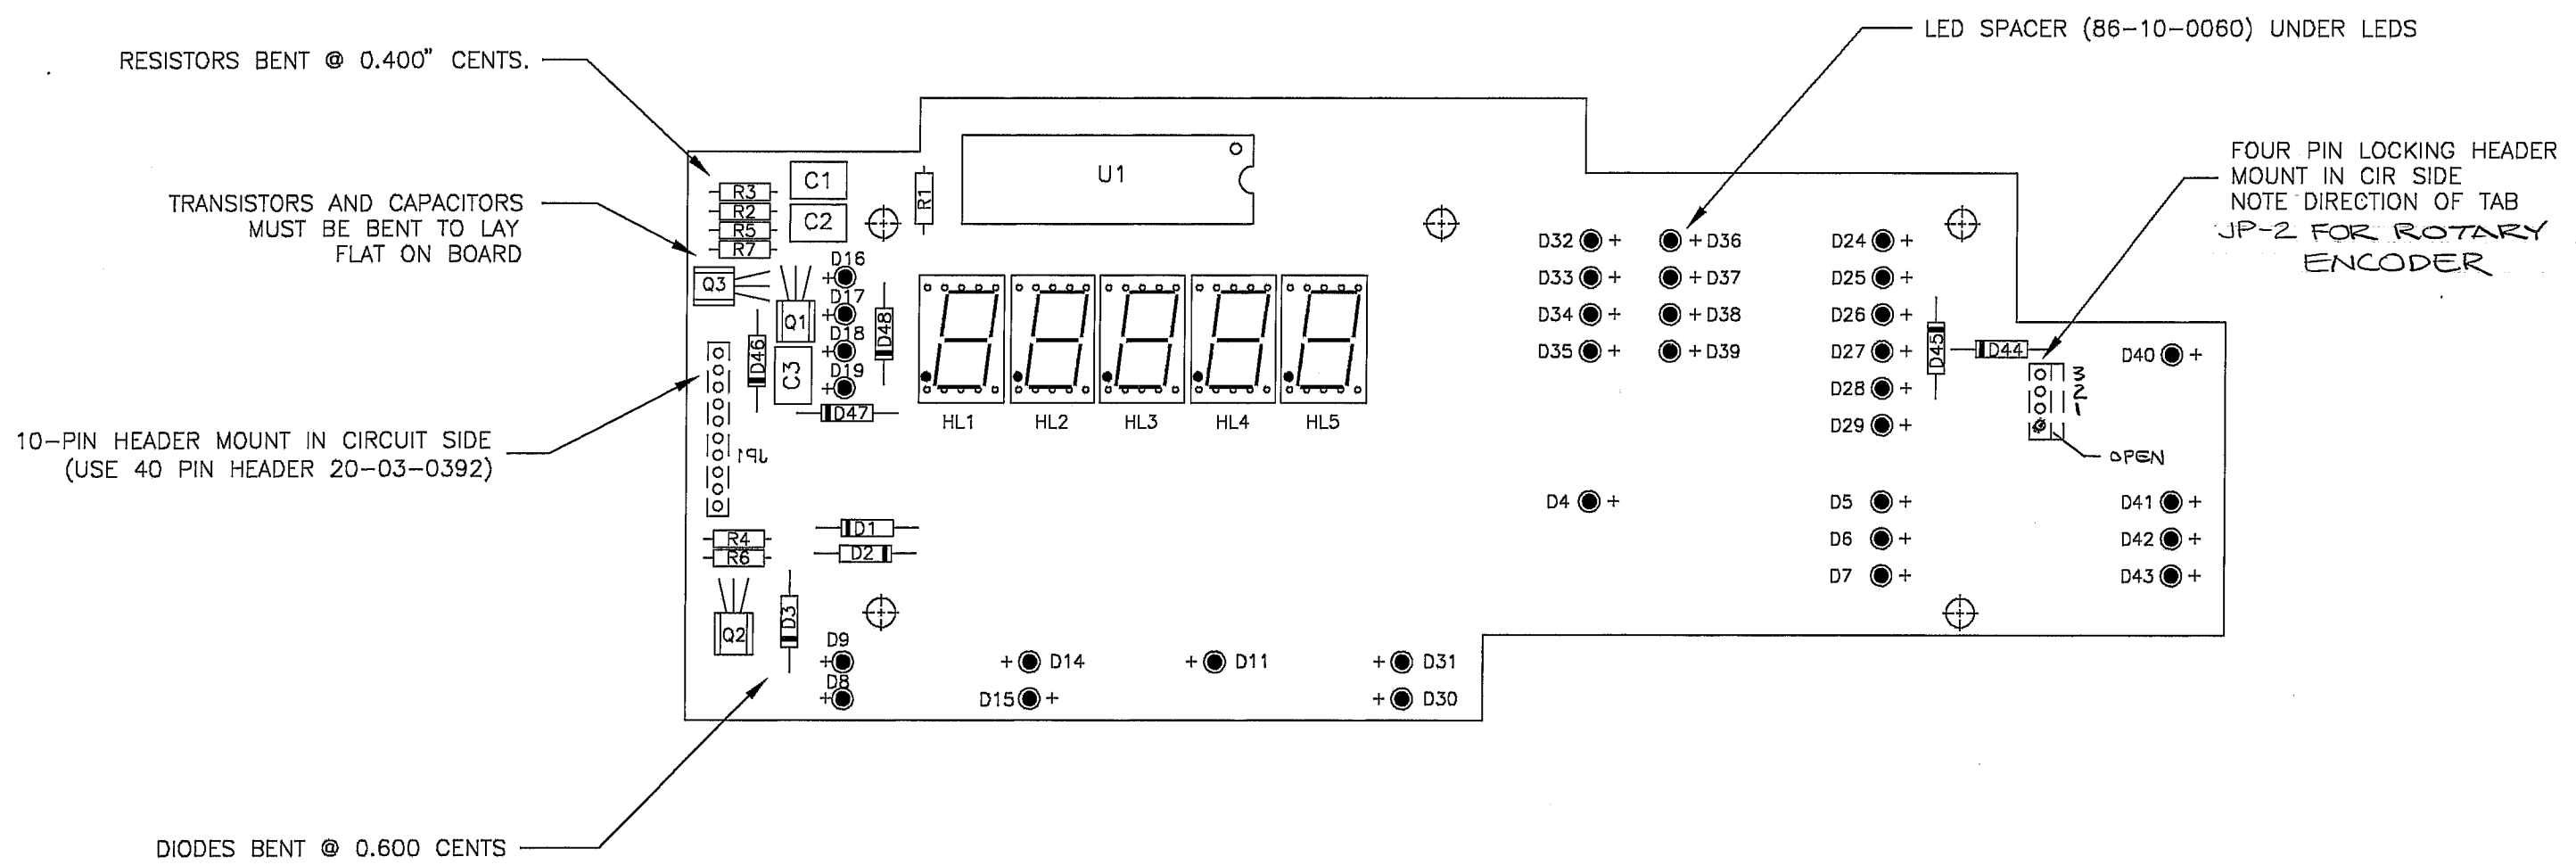 LED SPACER (86-10-0060) UNDER LEDS
RESISTORS BENT @ 0.400" CENTS.
FOUR PIN LOCKING HEADER
MOUNT IN CIR SIDE
NOTE DIRECTION OF TAB
JP-2 FOR ROTARY
ENCODER
TRANSISTORS AND CAPACITORS
MUST BE BENT TO LAY
FLAT ON BOARD
10-PIN HEADER MOUNT IN CIRCUIT SIDE
(USE 40 PIN HEADER 20-03-0392)
DIODES BENT @ 0.600 CENTS
C1
R3
R2
R5
R7
C2
R1
U1
Q3
Q1
D16
D17
D18
D19
D46
C3
D48
D47
JP1
HL1 HL2 HL3 HL4 HL5
D32 + + D36
D33 + + D37
D34 + + D38
D35 + + D39
D24 +
D25 +
D26 +
D27 +
D28 +
D29 +
D45
D44
3
2
1
OPEN
D40 +
D4 +
D5 +
D6 +
D7 +
D41 +
D42 +
D43 +
R4
R6
D1
D2
Q2
D3
D9
+
D8
+
+ D14
D15 +
+ D11
+ D31
+ D30